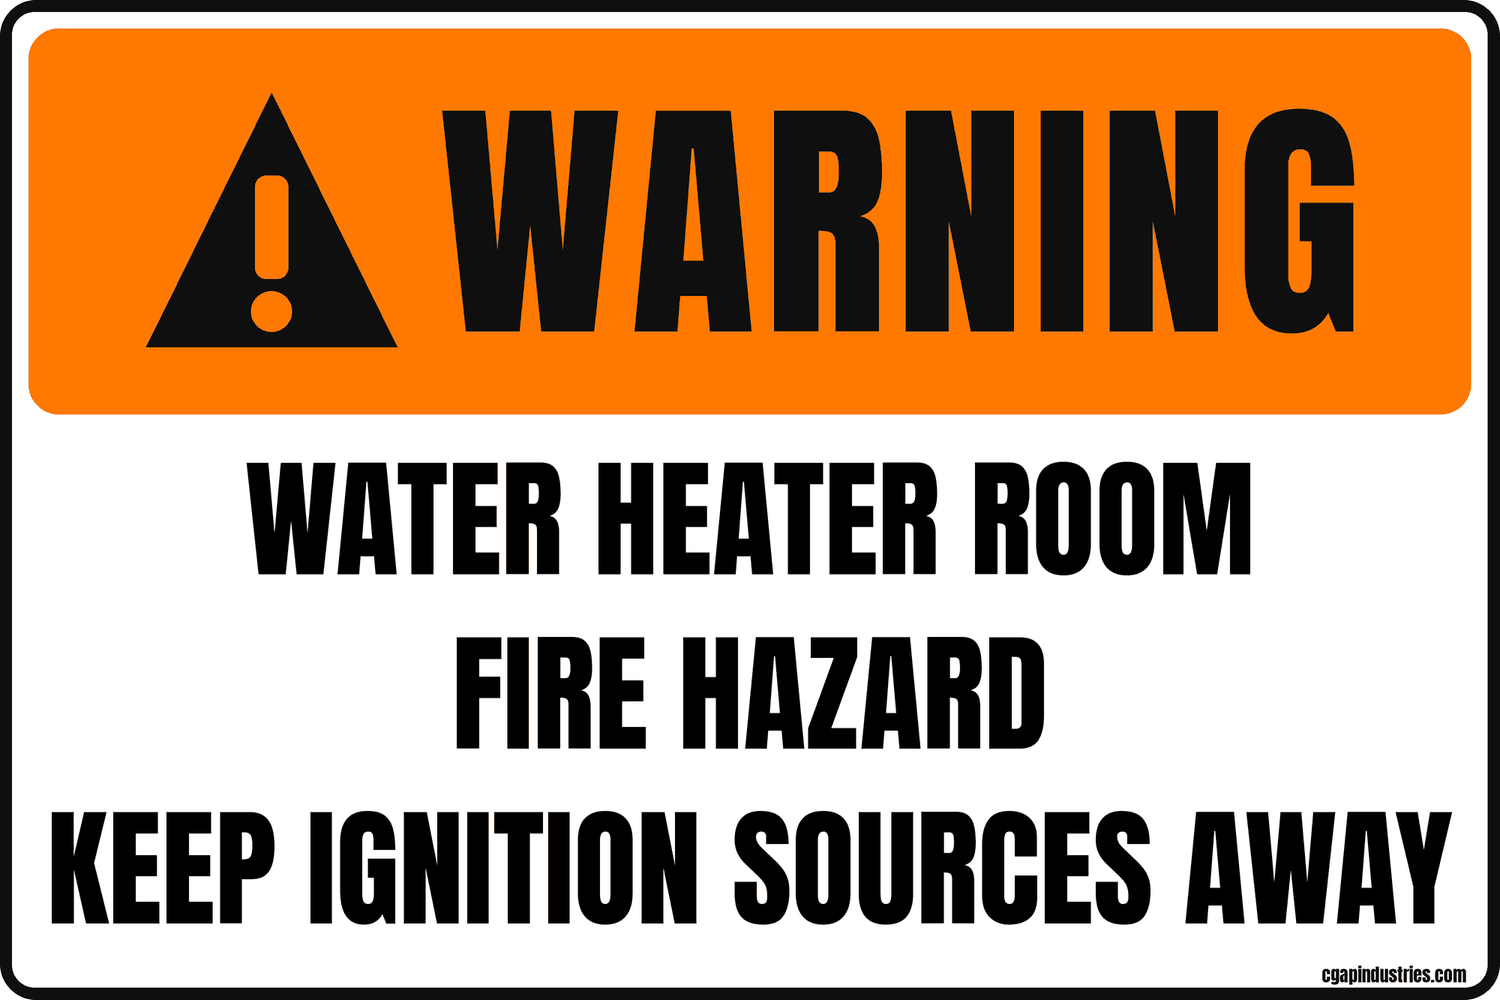 WARNING
WATER HEATER ROOM
FIRE HAZARD
KEEP IGNITION SOURCES AWAY
cgapindustries.com